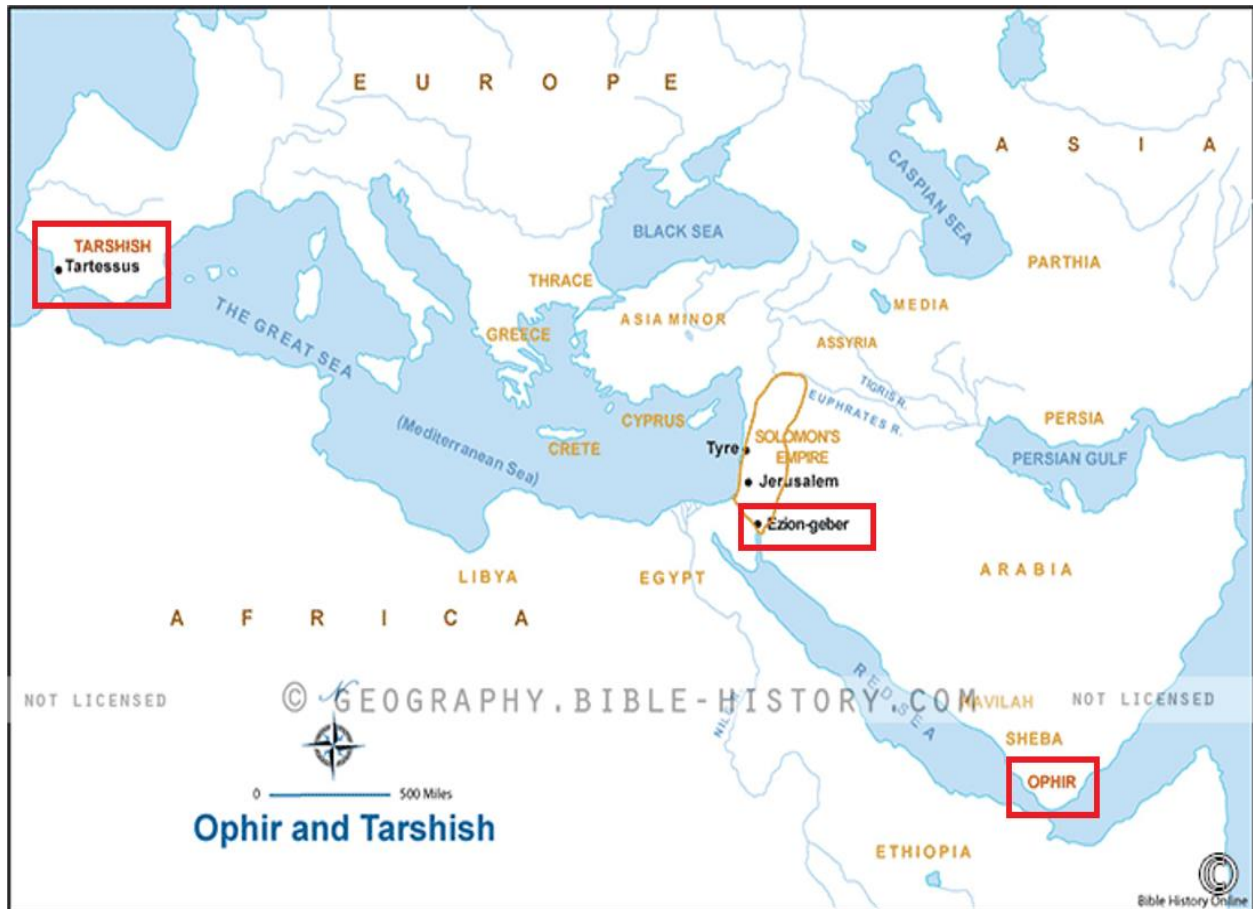 E U R O P E
A S I A
CASPIAN SEA
BLACK SEA
TARSHISH
Tartessus
PARTHIA
THRACE
MEDIA
THE GREAT SEA
ASIA MINOR
GREECE
ASSYRIA
TIGRIS R.
EUPHRATES R.
(Mediterranean Sea)
CYPRUS
CRETE
PERSIA
Tyre
SOLOMON'S
EMPIRE
PERSIAN GULF
Jerusalem
Ezion-geber
LIBYA
EGYPT
ARABIA
A F R I C A
RED SEA
NOT LICENSED
© GEOGRAPHY.BIBLE-HISTORY.COM
NOT LICENSED
SHEBA
OPHIR
0 500 Miles
Ophir and Tarshish
ETHIOPIA
Bible History Online